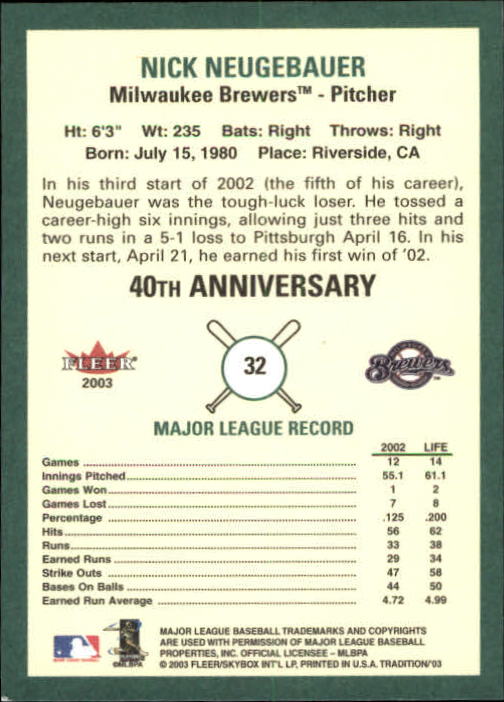 NICK NEUGEBAUER
Milwaukee Brewers™ - Pitcher
Ht: 6'3" Wt: 235 Bats: Right Throws: Right
Born: July 15, 1980 Place: Riverside, CA
In his third start of 2002 (the fifth of his career),
Neugebauer was the tough-luck loser. He tossed a
career-high six innings, allowing just three hits and
two runs in a 5-1 loss to Pittsburgh April 16. In his
next start, April 21, he earned his first win of '02.
40TH ANNIVERSARY
FLEER
2003
32
Brewers
MAJOR LEAGUE RECORD
2002 LIFE
Games 12 14
Innings Pitched 55.1 61.1
Games Won 1 2
Games Lost 7 8
Percentage .125 .200
Hits 56 62
Runs 33 38
Earned Runs 29 34
Strike Outs 47 58
Bases On Balls 44 50
Earned Run Average 4.72 4.99
©MLBPA
MAJOR LEAGUE BASEBALL TRADEMARKS AND COPYRIGHTS
ARE USED WITH PERMISSION OF MAJOR LEAGUE BASEBALL
PROPERTIES, INC. OFFICIAL LICENSEE - MLBPA
© 2003 FLEER/SKYBOX INT'L LP, PRINTED IN U.S.A. TRADITION/'03